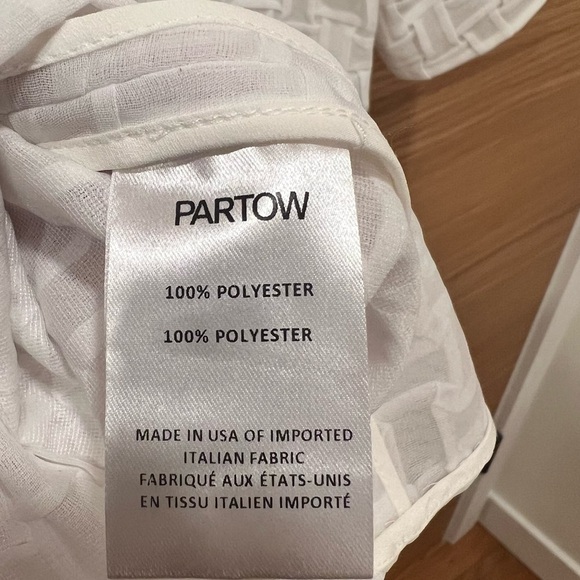 PARTOW
100% POLYESTER
100% POLYESTER
MADE IN USA OF IMPORTED
ITALIAN FABRIC
FABRIQUÉ AUX ÉTATS-UNIS
EN TISSU ITALIEN IMPORTÉ